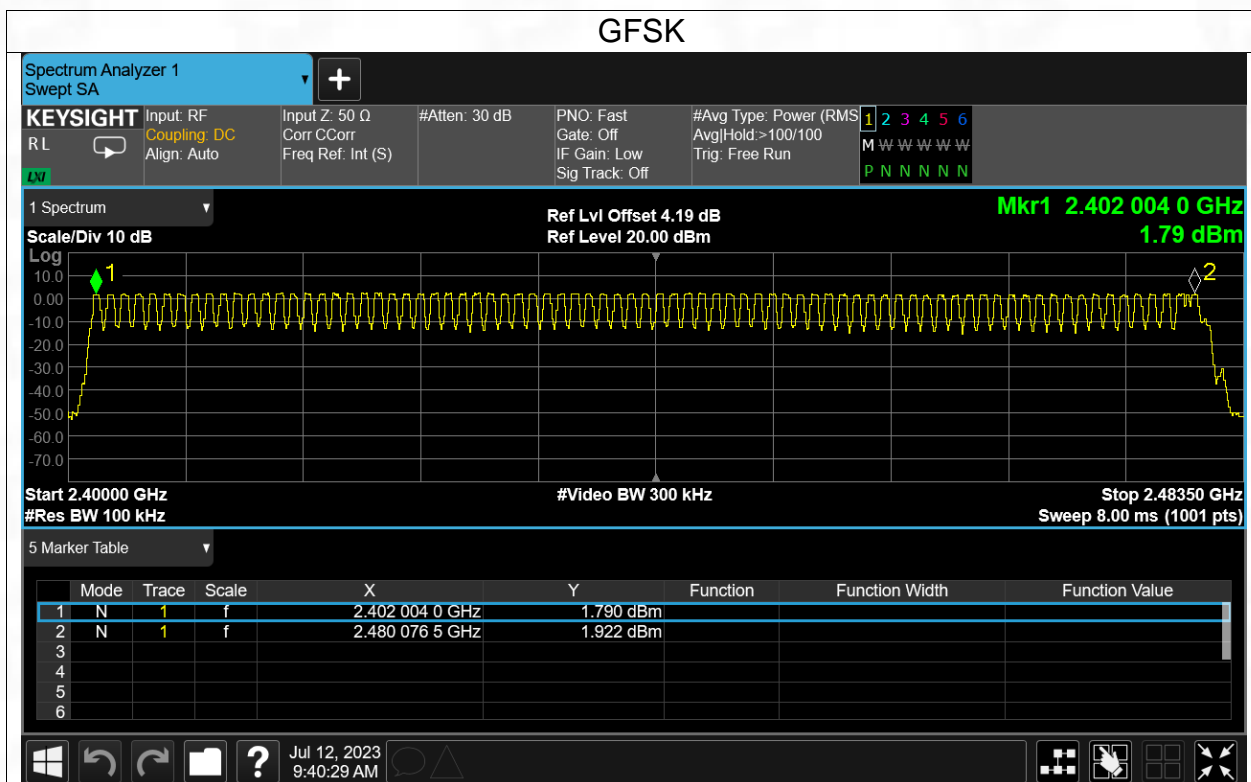 GFSK
Spectrum Analyzer 1
Swept SA
+
KEYSIGHT
RL
LXI
Input: RF
Coupling: DC
Align: Auto
Input Z: 50 Ω
Corr CCorr
Freq Ref: Int (S)
#Atten: 30 dB
PNO: Fast
Gate: Off
IF Gain: Low
Sig Track: Off
#Avg Type: Power (RMS
Avg|Hold:>100/100
Trig: Free Run
1 2 3 4 5 6
M W W W W W
P N N N N N
1 Spectrum
Scale/Div 10 dB
Ref Lvl Offset 4.19 dB
Ref Level 20.00 dBm
Mkr1 2.402 004 0 GHz
1.79 dBm
Log
10.0
0.00
-10.0
-20.0
-30.0
-40.0
-50.0
-60.0
-70.0
1
2
Start 2.40000 GHz
#Res BW 100 kHz
#Video BW 300 kHz
Stop 2.48350 GHz
Sweep 8.00 ms (1001 pts)
5 Marker Table
Mode Trace Scale X Y Function Function Width Function Value
1 N 1 f 2.402 004 0 GHz 1.790 dBm
2 N 1 f 2.480 076 5 GHz 1.922 dBm
3
4
5
6
?
Jul 12, 2023
9:40:29 AM